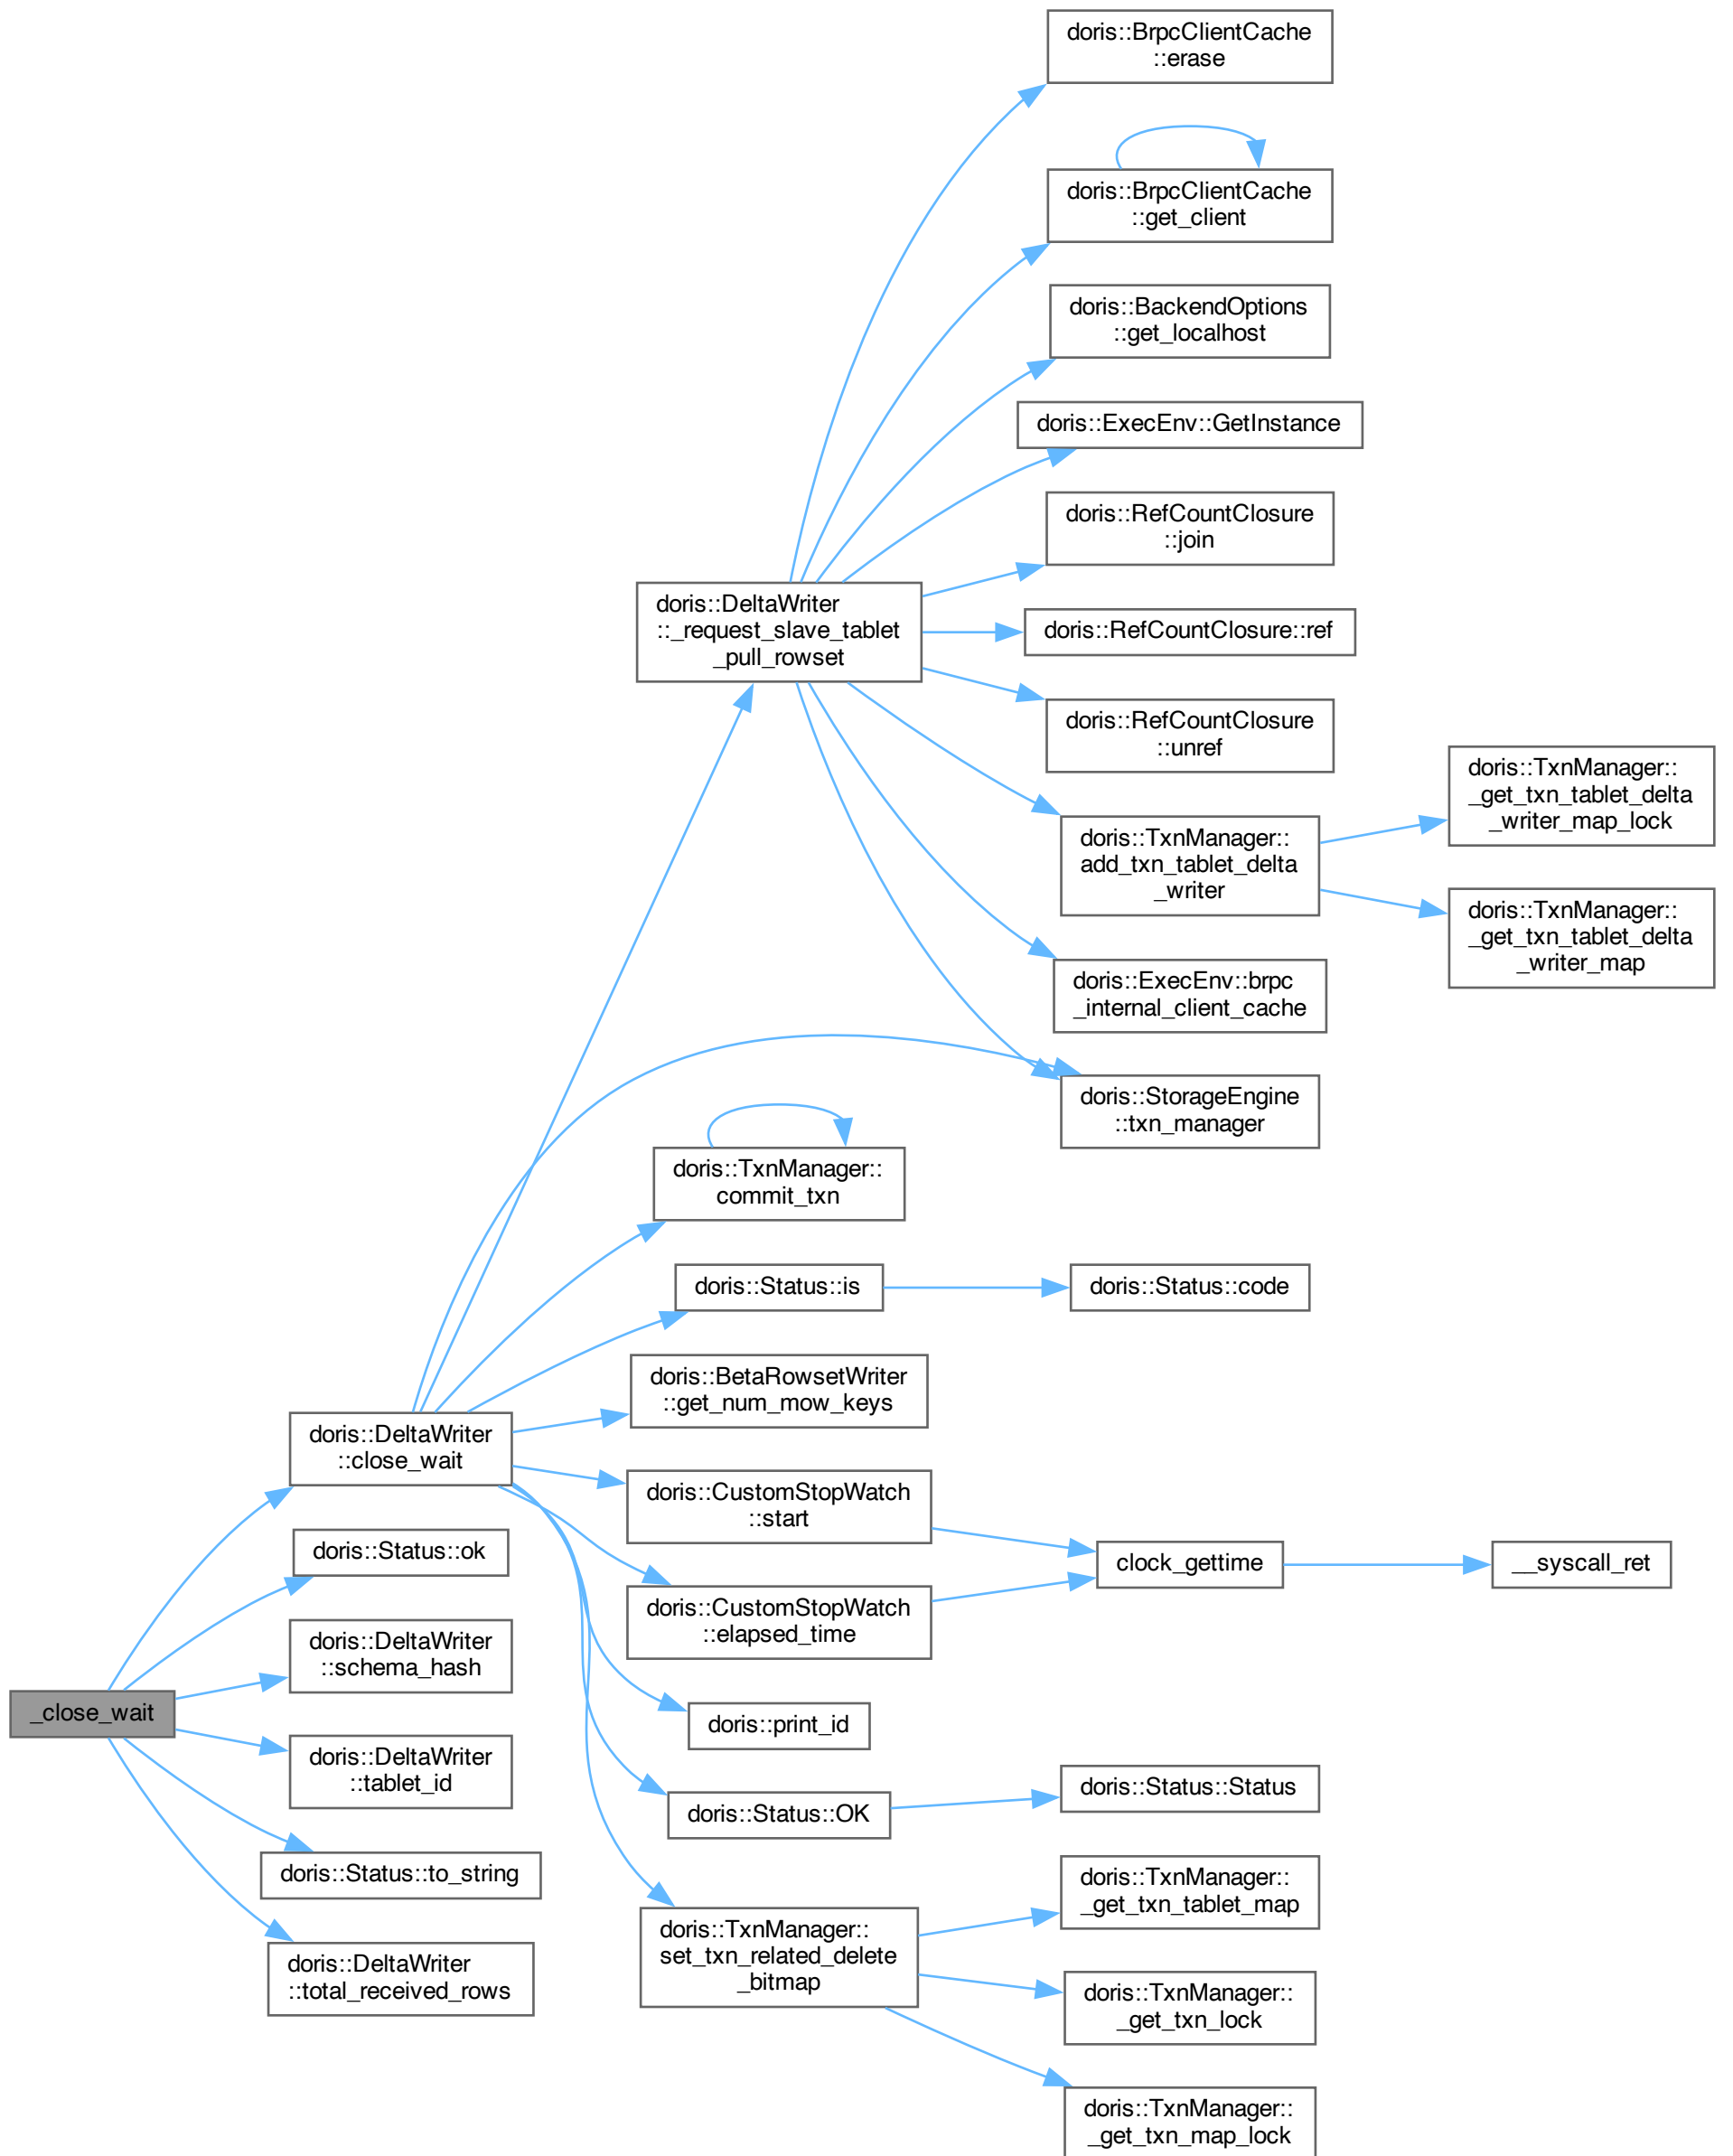 doris::BrpcClientCache
::erase
doris::BrpcClientCache
::get_client
doris::BackendOptions
::get_localhost
doris::ExecEnv::GetInstance
doris::RefCountClosure
::join
doris::DeltaWriter
::_request_slave_tablet
_pull_rowset
doris::RefCountClosure::ref
doris::RefCountClosure
::unref
doris::TxnManager::
_get_txn_tablet_delta
_writer_map_lock
doris::TxnManager::
add_txn_tablet_delta
_writer
doris::TxnManager::
_get_txn_tablet_delta
_writer_map
doris::ExecEnv::brpc
_internal_client_cache
doris::StorageEngine
::txn_manager
doris::TxnManager::
commit_txn
doris::Status::is
doris::Status::code
doris::BetaRowsetWriter
::get_num_mow_keys
doris::DeltaWriter
::close_wait
doris::CustomStopWatch
::start
doris::Status::ok
clock_gettime
__syscall_ret
doris::CustomStopWatch
::elapsed_time
doris::DeltaWriter
::schema_hash
_close_wait
doris::print_id
doris::DeltaWriter
::tablet_id
doris::Status::Status
doris::Status::OK
doris::Status::to_string
doris::TxnManager::
_get_txn_tablet_map
doris::TxnManager::
set_txn_related_delete
_bitmap
doris::DeltaWriter
::total_received_rows
doris::TxnManager::
_get_txn_lock
doris::TxnManager::
_get_txn_map_lock